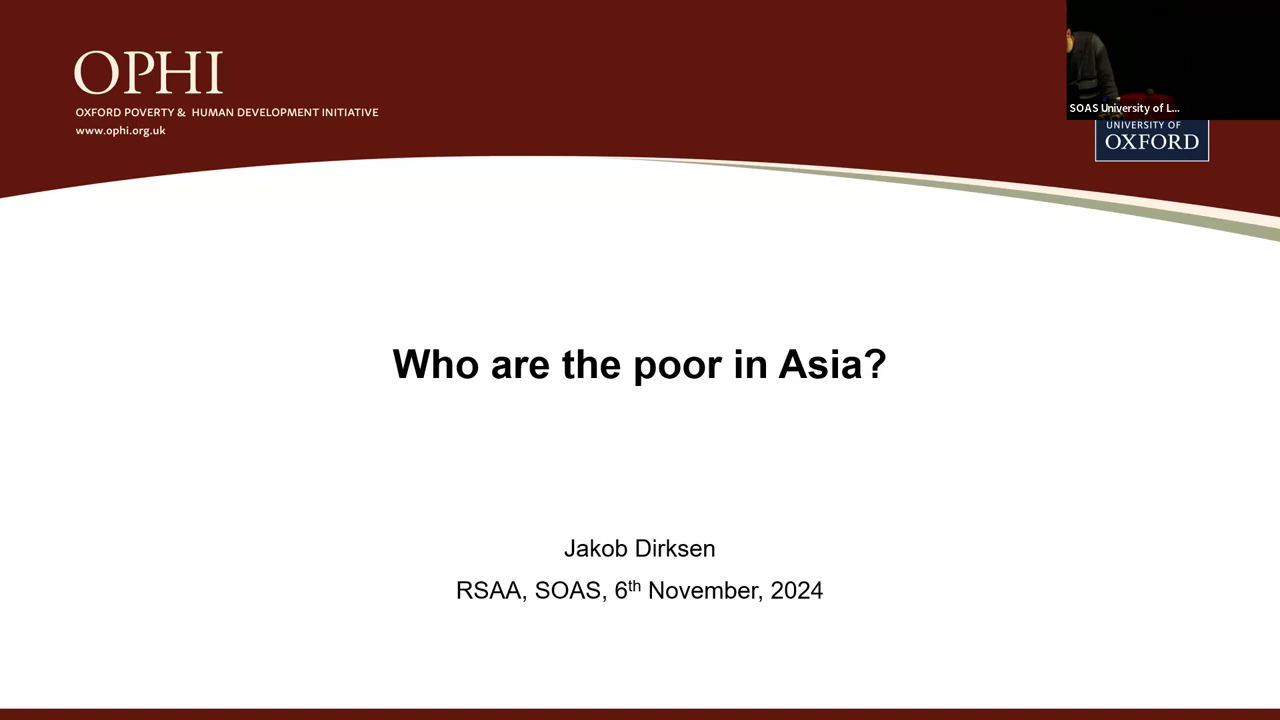 OPHI
OXFORD POVERTY & HUMAN DEVELOPMENT INITIATIVE
www.ophi.org.uk
SOAS University of L...
UNIVERSITY OF
OXFORD
Who are the poor in Asia?
Jakob Dirksen
RSAA, SOAS, 6th November, 2024